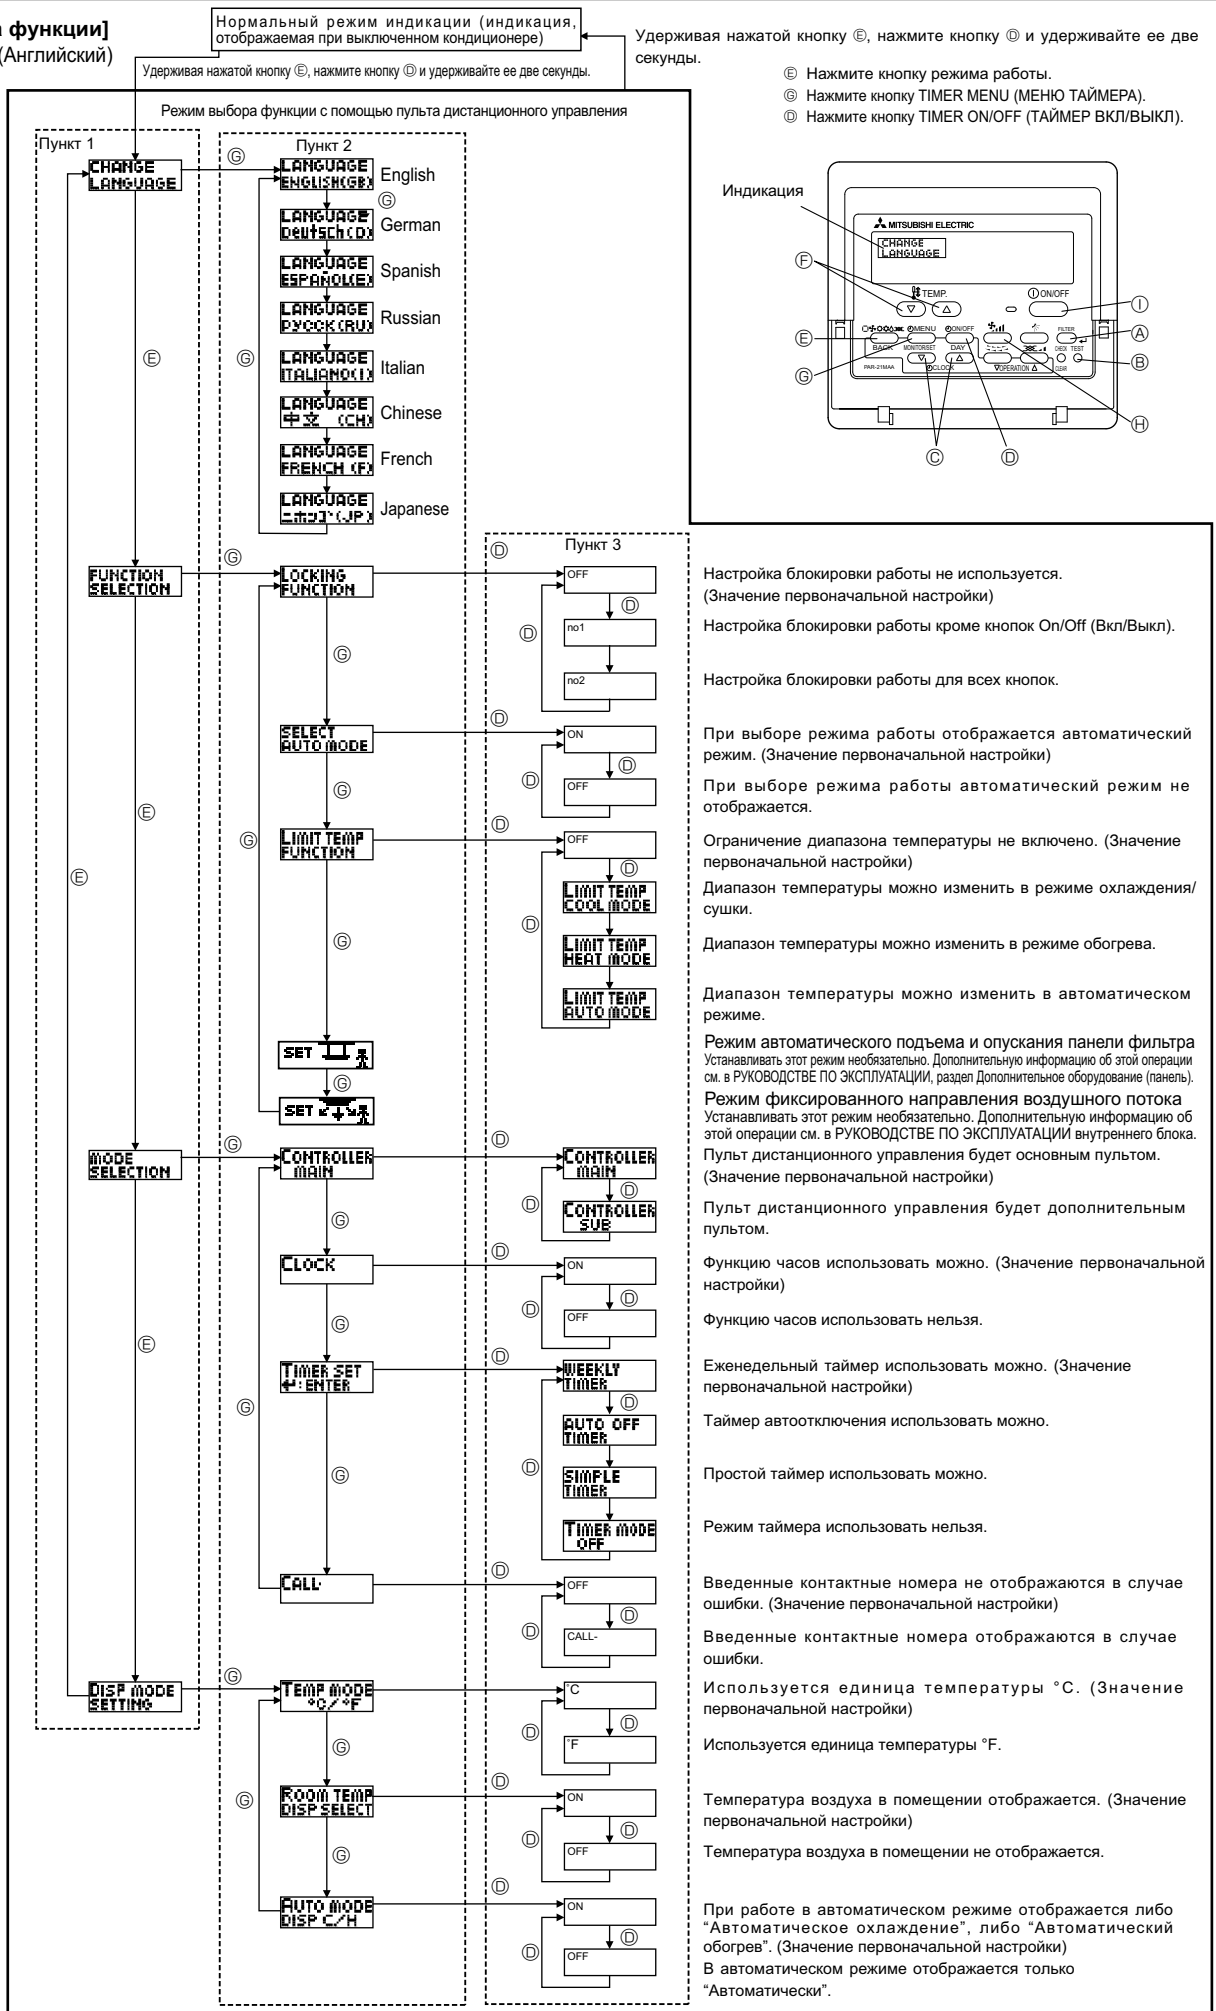 а функции]
(Английский)
Нормальный режим индикации (индикация,
отображаемая при выключенном кондиционере)
Удерживая нажатой кнопку Ⓔ, нажмите кнопку Ⓓ и удерживайте ее две
секунды.
Удерживая нажатой кнопку Ⓔ, нажмите кнопку Ⓓ и удерживайте ее две секунды.
Ⓔ Нажмите кнопку режима работы.
Ⓖ Нажмите кнопку TIMER MENU (МЕНЮ ТАЙМЕРА).
Ⓓ Нажмите кнопку TIMER ON/OFF (ТАЙМЕР ВКЛ/ВЫКЛ).
Режим выбора функции с помощью пульта дистанционного управления
Пункт 1
Пункт 2
CHANGE
LANGUAGE
Ⓖ
LANGUAGE
ENGLISH(GB)
English
Ⓖ
LANGUAGE
Deutsch(D)
German
LANGUAGE
ESPAÑOL(E)
Spanish
LANGUAGE
РУССК(RU)
Russian
LANGUAGE
ITALIANO(I)
Italian
LANGUAGE
中文 (CH)
Chinese
LANGUAGE
FRENCH (F)
French
LANGUAGE
ニホンゴ(JP)
Japanese
Ⓔ
Ⓖ
Индикация
MITSUBISHI ELECTRIC
CHANGE
LANGUAGE
TEMP.
ON/OFF
MENU
ON/OFF
FILTER
BACK
MONITOR/SET
DAY
CHECK
TEST
PAR-21MAA
CLOCK
OPERATION
CLEAR
Ⓕ
Ⓔ
Ⓖ
Ⓘ
Ⓐ
Ⓑ
Ⓗ
Ⓒ
Ⓓ
Пункт 3
FUNCTION
SELECTION
Ⓖ
LOCKING
FUNCTION
Ⓓ
OFF
Настройка блокировки работы не используется.
(Значение первоначальной настройки)
Ⓓ
Ⓓ
no1
Настройка блокировки работы кроме кнопок On/Off (Вкл/Выкл).
Ⓖ
no2
Настройка блокировки работы для всех кнопок.
SELECT
AUTO MODE
Ⓓ
ON
При выборе режима работы отображается автоматический
режим. (Значение первоначальной настройки)
Ⓓ
Ⓓ
Ⓖ
OFF
При выборе режима работы автоматический режим не
отображается.
Ⓔ
Ⓖ
LIMIT TEMP
FUNCTION
Ⓓ
OFF
Ограничение диапазона температуры не включено. (Значение
первоначальной настройки)
Ⓔ
Ⓓ
LIMIT TEMP
COOL MODE
Диапазон температуры можно изменить в режиме охлаждения/
сушки.
Ⓓ
Ⓖ
LIMIT TEMP
HEAT MODE
Диапазон температуры можно изменить в режиме обогрева.
LIMIT TEMP
AUTO MODE
Диапазон температуры можно изменить в автоматическом
режиме.
SET
Режим автоматического подъема и опускания панели фильтра
Устанавливать этот режим необязательно. Дополнительную информацию об этой операции
см. в РУКОВОДСТВЕ ПО ЭКСПЛУАТАЦИИ, раздел Дополнительное оборудование (панель).
Ⓖ
SET
Режим фиксированного направления воздушного потока
Устанавливать этот режим необязательно. Дополнительную информацию об
этой операции см. в РУКОВОДСТВЕ ПО ЭКСПЛУАТАЦИИ внутреннего блока.
MODE
SELECTION
Ⓖ
CONTROLLER
MAIN
Ⓓ
CONTROLLER
MAIN
Пульт дистанционного управления будет основным пультом.
(Значение первоначальной настройки)
Ⓓ
Ⓓ
Ⓖ
CONTROLLER
SUB
Пульт дистанционного управления будет дополнительным
пультом.
CLOCK
Ⓓ
ON
Функцию часов использовать можно. (Значение первоначальной
настройки)
Ⓓ
Ⓓ
Ⓖ
OFF
Функцию часов использовать нельзя.
Ⓔ
TIMER SET
↵:ENTER
Ⓓ
WEEKLY
TIMER
Еженедельный таймер использовать можно. (Значение
первоначальной настройки)
Ⓖ
Ⓓ
AUTO OFF
TIMER
Таймер автоотключения использовать можно.
Ⓖ
Ⓓ
SIMPLE
TIMER
Простой таймер использовать можно.
TIMER MODE
OFF
Режим таймера использовать нельзя.
CALL-
Ⓓ
OFF
Введенные контактные номера не отображаются в случае
ошибки. (Значение первоначальной настройки)
Ⓓ
Ⓓ
CALL-
Введенные контактные номера отображаются в случае
ошибки.
DISP MODE
SETTING
Ⓖ
TEMP MODE
°C/°F
Ⓓ
°C
Используется единица температуры °C. (Значение
первоначальной настройки)
Ⓓ
Ⓓ
Ⓖ
°F
Используется единица температуры °F.
Ⓖ
ROOM TEMP
DISP SELECT
Ⓓ
ON
Температура воздуха в помещении отображается. (Значение
первоначальной настройки)
Ⓓ
Ⓓ
Ⓖ
OFF
Температура воздуха в помещении не отображается.
AUTO MODE
DISP C/H
Ⓓ
ON
При работе в автоматическом режиме отображается либо
“Автоматическое охлаждение”, либо “Автоматический
обогрев”. (Значение первоначальной настройки)
Ⓓ
Ⓓ
OFF
В автоматическом режиме отображается только
“Автоматически”.